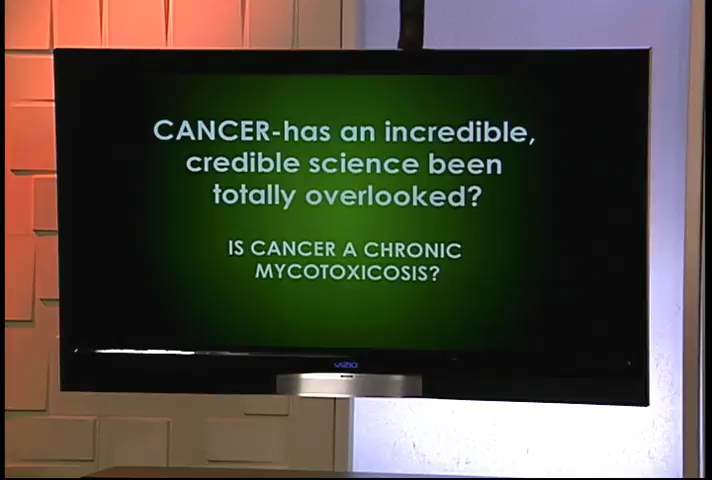 CANCER-has an incredible,
credible science been
totally overlooked?
IS CANCER A CHRONIC
MYCOTOXICOSIS?
VIZIO